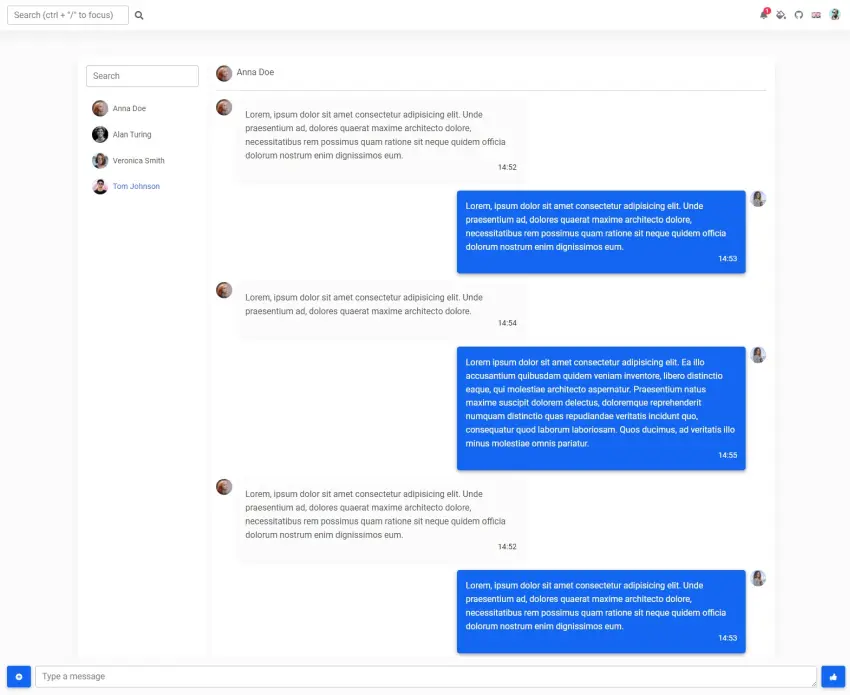 Search (ctrl + "/" to focus)
1
Search
Anna Doe
Alan Turing
Veronica Smith
Tom Johnson
Anna Doe
Lorem, ipsum dolor sit amet consectetur adipisicing elit. Unde
praesentium ad, dolores quaerat maxime architecto dolore,
necessitatibus rem possimus quam ratione sit neque quidem officia
dolorum nostrum enim dignissimos eum.
14:52
Lorem, ipsum dolor sit amet consectetur adipisicing elit. Unde
praesentium ad, dolores quaerat maxime architecto dolore,
necessitatibus rem possimus quam ratione sit neque quidem officia
dolorum nostrum enim dignissimos eum.
14:53
Lorem, ipsum dolor sit amet consectetur adipisicing elit. Unde
praesentium ad, dolores quaerat maxime architecto dolore.
14:54
Lorem ipsum dolor sit amet consectetur adipisicing elit. Ea illo
accusantium quibusdam quidem veniam inventore, libero distinctio
eaque, qui molestiae architecto aspernatur. Praesentium natus
maxime suscipit dolorem delectus, doloremque reprehenderit
numquam distinctio quas repudiandae veritatis incidunt quo,
consequatur quod laborum laboriosam. Quos ducimus, ad veritatis illo
minus molestiae omnis pariatur.
14:55
Lorem, ipsum dolor sit amet consectetur adipisicing elit. Unde
praesentium ad, dolores quaerat maxime architecto dolore,
necessitatibus rem possimus quam ratione sit neque quidem officia
dolorum nostrum enim dignissimos eum.
14:52
Lorem, ipsum dolor sit amet consectetur adipisicing elit. Unde
praesentium ad, dolores quaerat maxime architecto dolore,
necessitatibus rem possimus quam ratione sit neque quidem officia
dolorum nostrum enim dignissimos eum.
14:53
Type a message